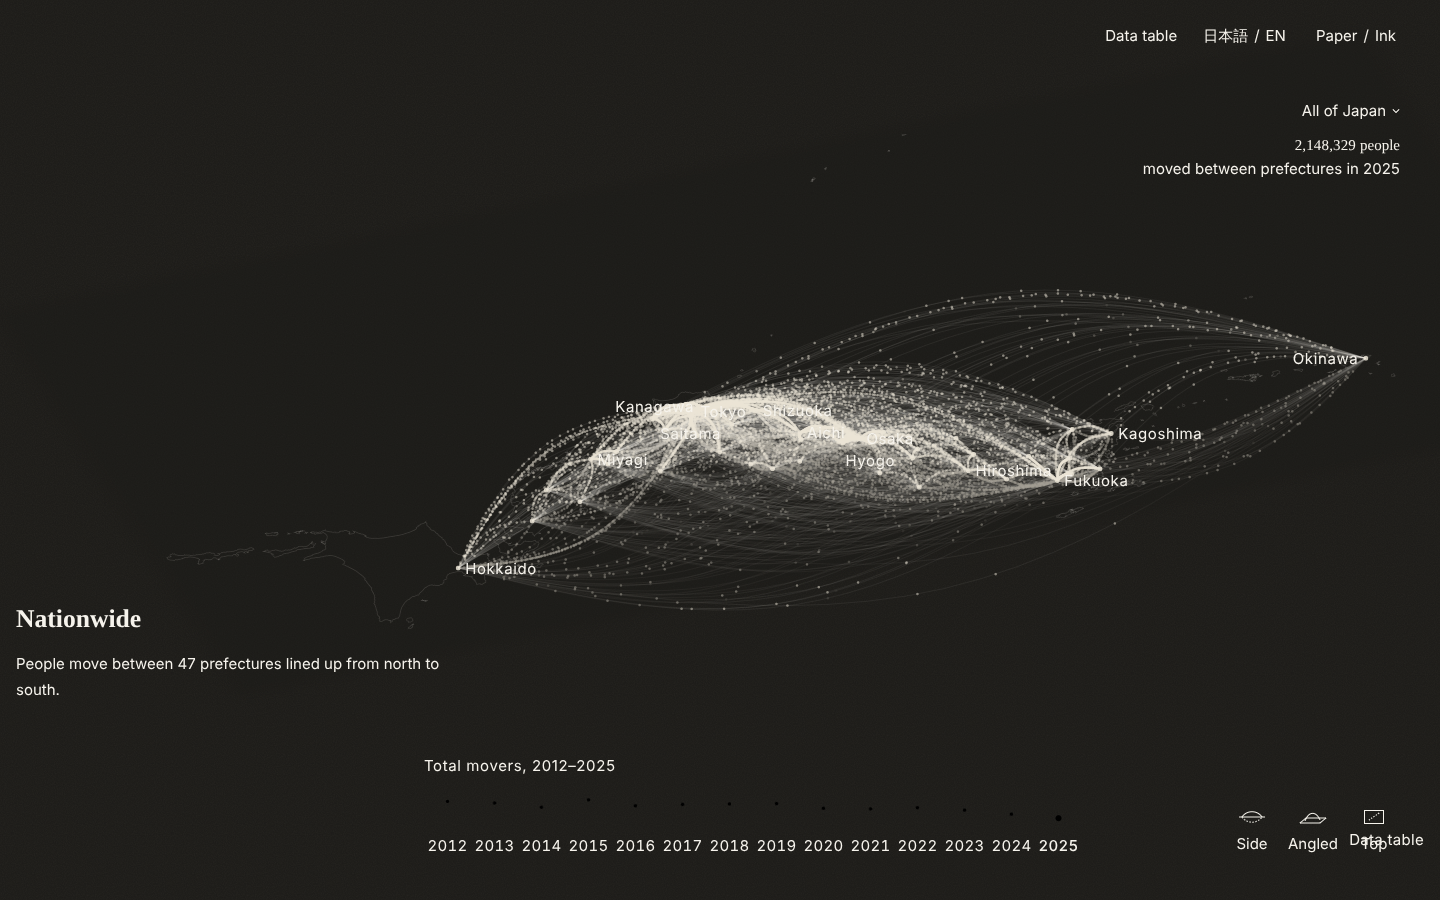 Data table 日本語 / EN Paper / Ink
All of Japan
2,148,329 people
moved between prefectures in 2025
Okinawa
Kanagawa Tokyo Shizuoka
Saitama Aichi Osaka Kagoshima
Miyagi Hyogo Hiroshima
Fukuoka
Hokkaido
Nationwide
People move between 47 prefectures lined up from north to
south.
Total movers, 2012–2025
2012 2013 2014 2015 2016 2017 2018 2019 2020 2021 2022 2023 2024 2025
Side Angled Top
Data table